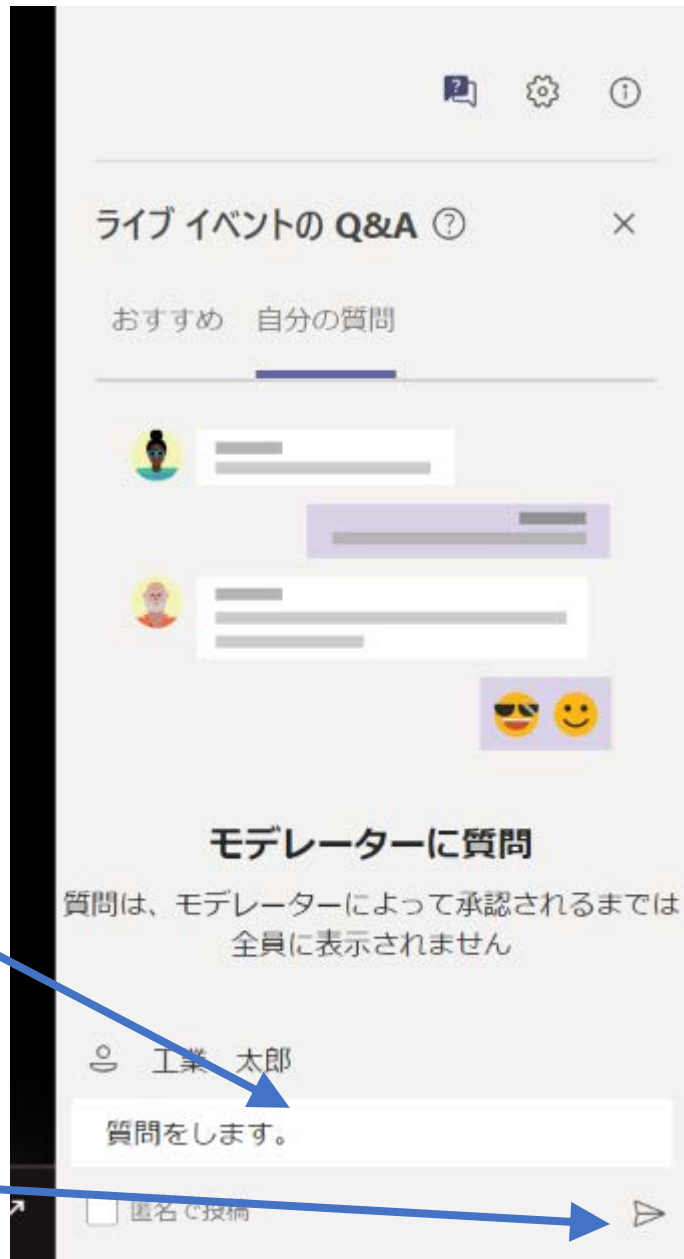 ライブ イベントの Q&A
おすすめ 自分の質問
モデレーターに質問
質問は、モデレーターによって承認されるまでは
全員に表示されません
工業 太郎
質問をします。
匿名で投稿